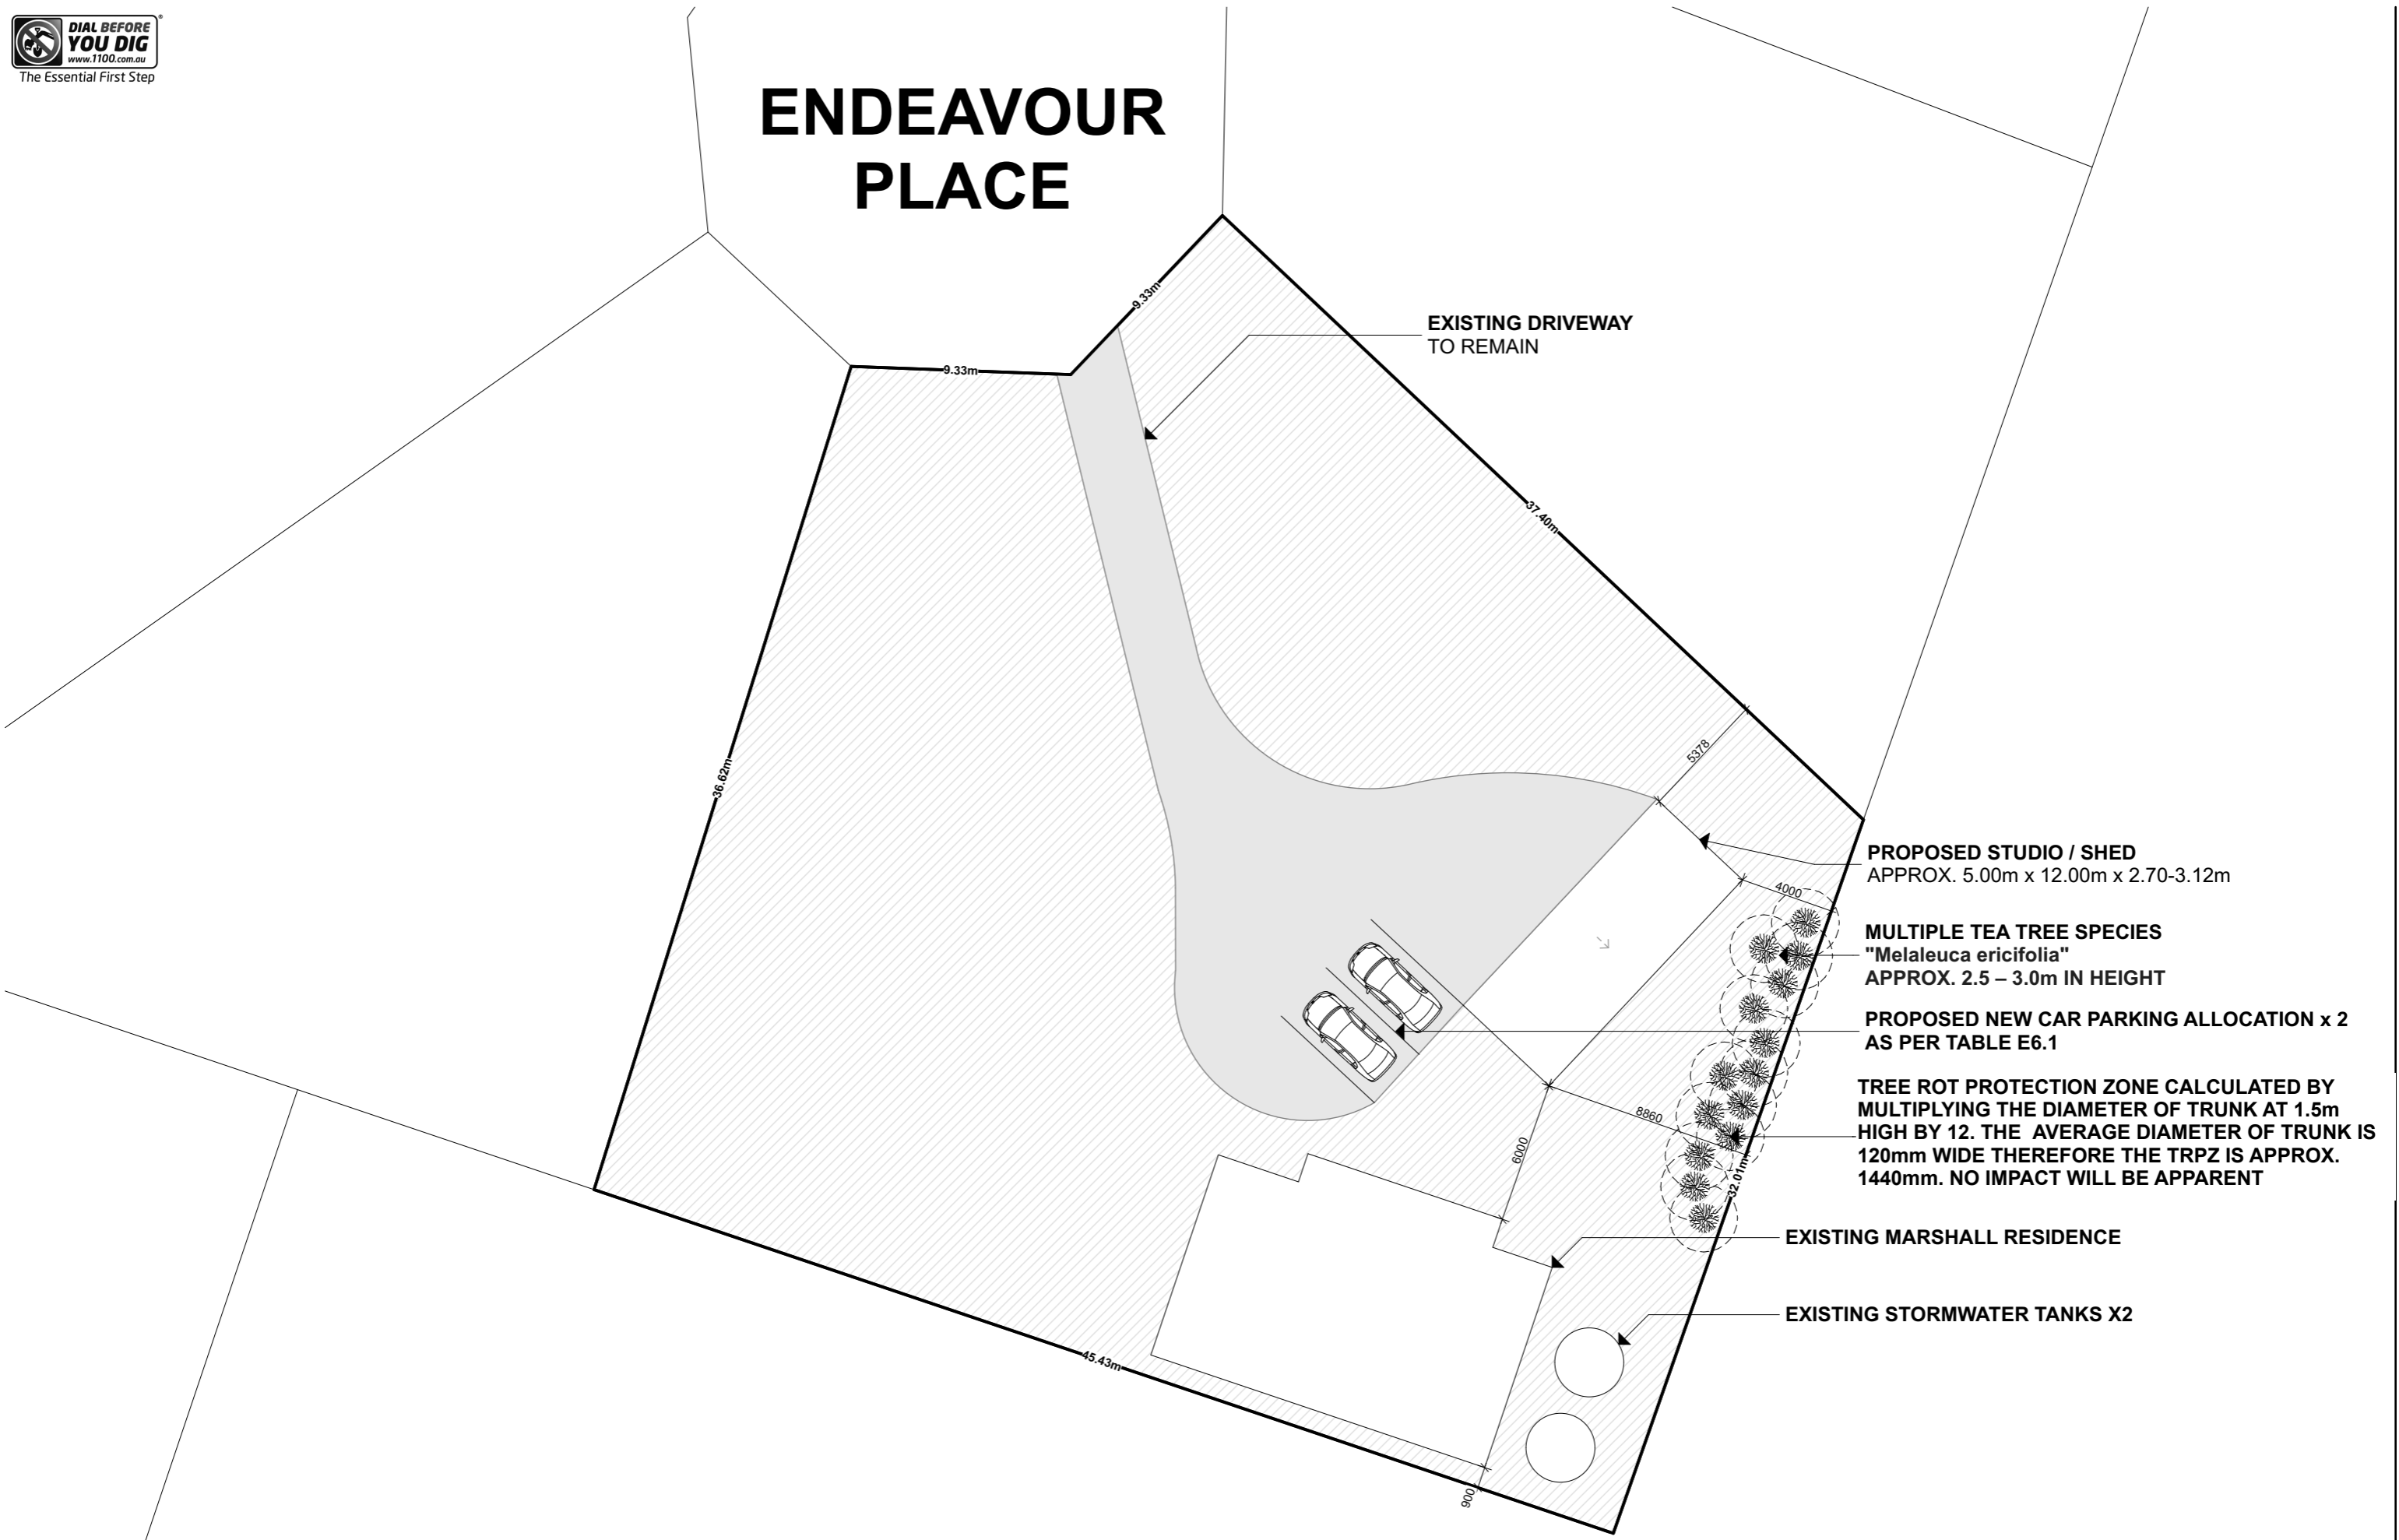 DIAL BEFORE
YOU DIG
www.1100.com.au
®
The Essential First Step
ENDEAVOUR
PLACE
9.33m
9.33m
EXISTING DRIVEWAY
TO REMAIN
37.40m
36.62m
5378
PROPOSED STUDIO / SHED
APPROX. 5.00m x 12.00m x 2.70-3.12m
4000
MULTIPLE TEA TREE SPECIES
"Melaleuca ericifolia"
APPROX. 2.5 – 3.0m IN HEIGHT
PROPOSED NEW CAR PARKING ALLOCATION x 2
AS PER TABLE E6.1
TREE ROT PROTECTION ZONE CALCULATED BY
MULTIPLYING THE DIAMETER OF TRUNK AT 1.5m
HIGH BY 12. THE AVERAGE DIAMETER OF TRUNK IS
120mm WIDE THEREFORE THE TRPZ IS APPROX.
1440mm. NO IMPACT WILL BE APPARENT
8860
6000
32.01m
EXISTING MARSHALL RESIDENCE
EXISTING STORMWATER TANKS X2
45.43m
900